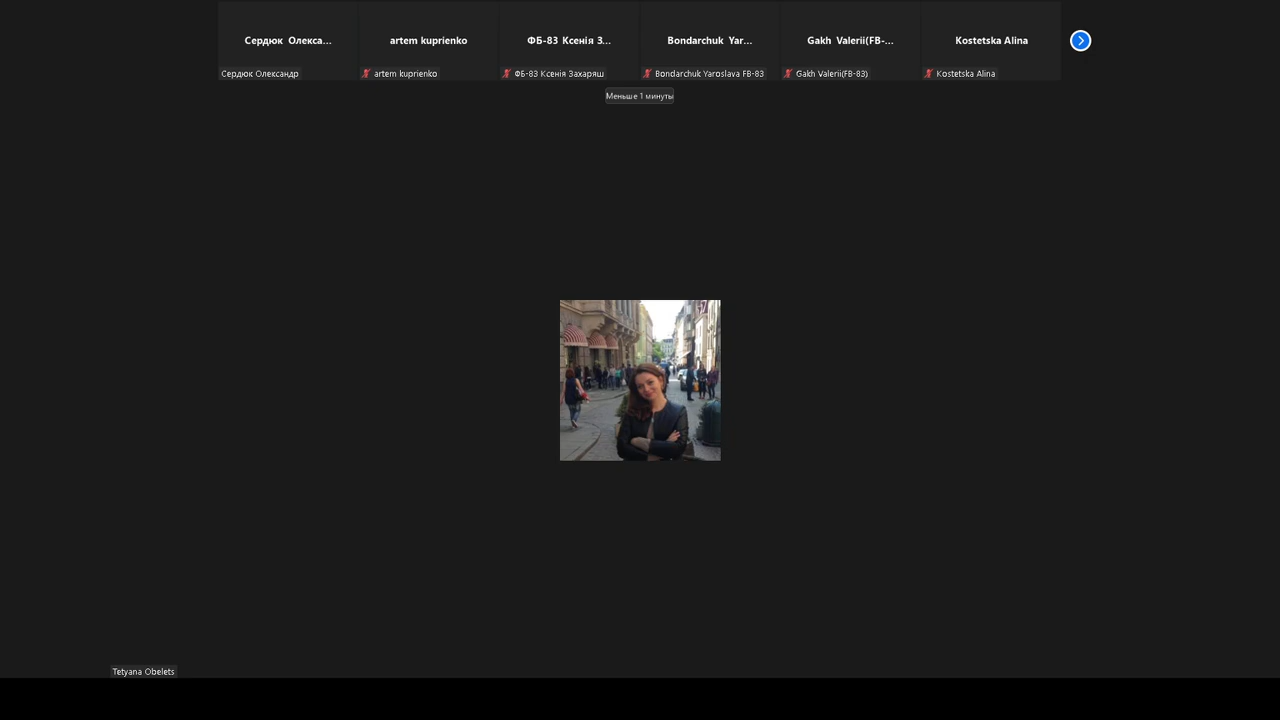 Сердюк Олекса...
artem kuprienko
ФБ-83 Ксенія З...
Bondarchuk Yar...
Gakh Valerii(FB-...
Kostetska Alina
Сердюк Олександр
artem kuprienko
ФБ-83 Ксенія Захаряш
Bondarchuk Yaroslava FB-83
Gakh Valerii(FB-83)
Kostetska Alina
Меньше 1 минуты
Tetyana Obelets